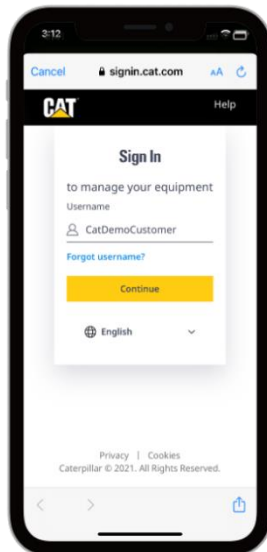 3:12
Cancel signin.cat.com AA
CAT Help
Sign In
to manage your equipment
Username
CatDemoCustomer
Forgot username?
Continue
English
Privacy | Cookies
Caterpillar © 2021. All Rights Reserved.